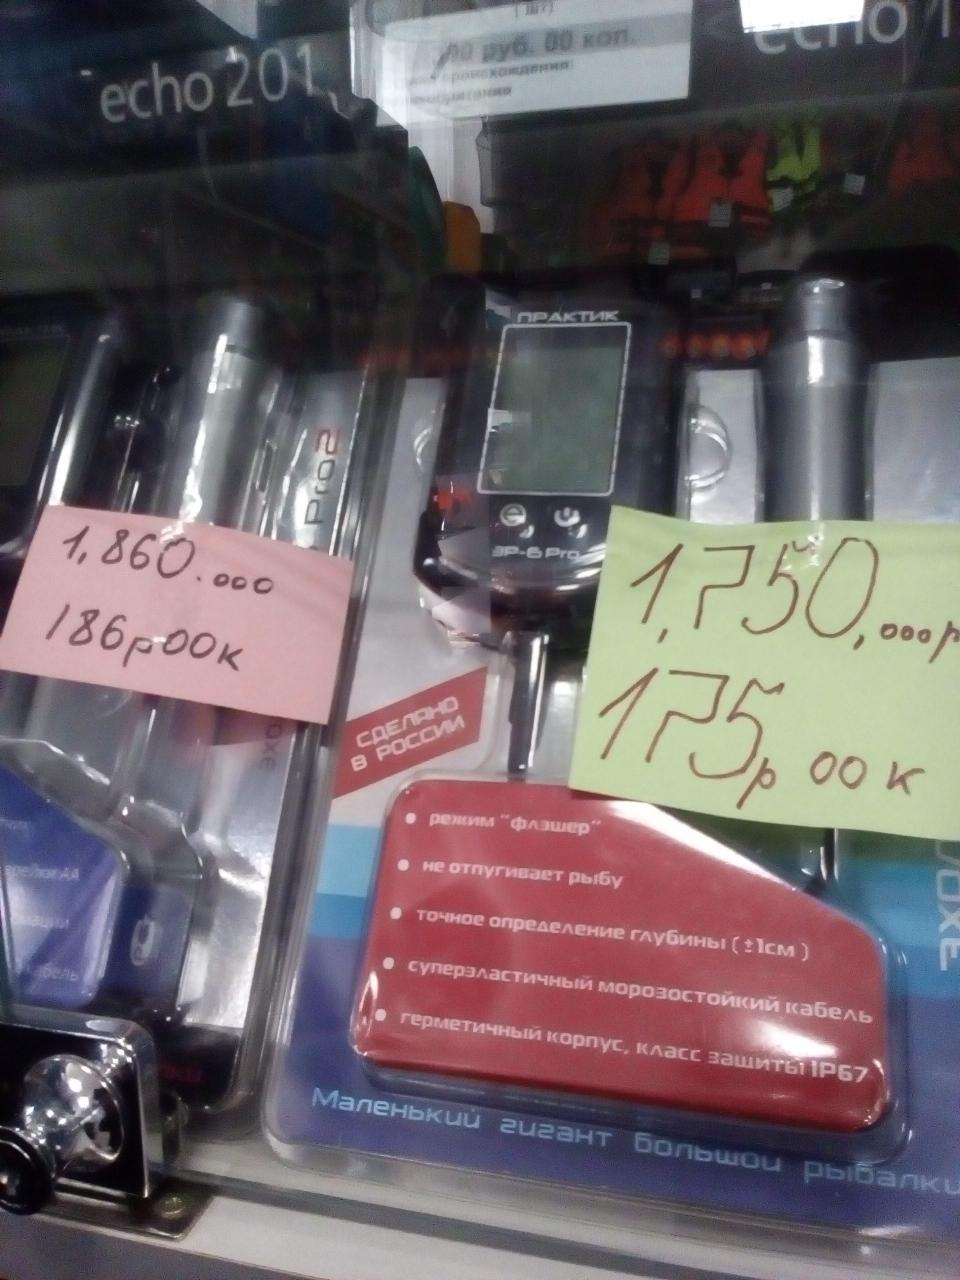 echo 201
руб. 00 коп.
echo
ПРАКТИК
Pro2
ЭР-6 Pro
1,860.000
186р00к
1,750,000р
175р 00к
СДЕЛАНО
В РОССИИ
• режим "флэшер"
• не отпугивает рыбу
• точное определение глубины (±1см)
• суперэластичный морозостойкий кабель
• герметичный корпус, класс защиты IP67
Маленький гигант большой рыбалки